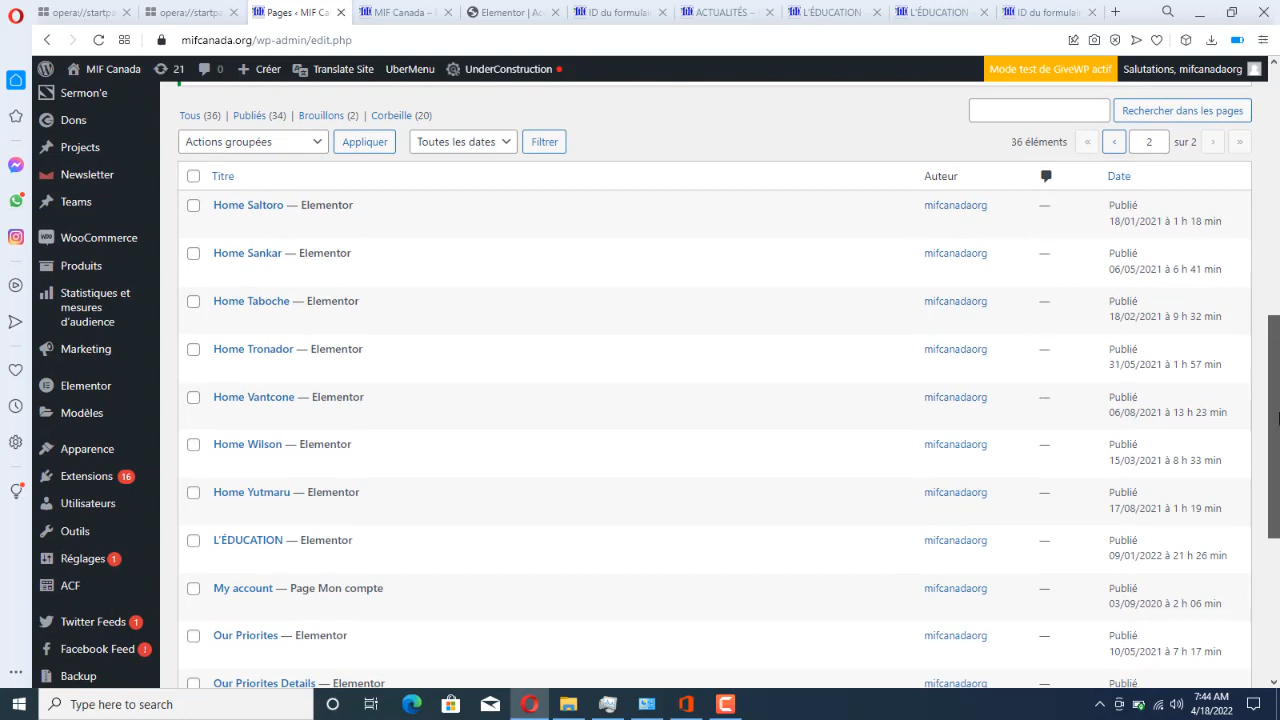 opera://startpa
opera://startpa
Pages ‹ MIF Ca
MIF Canada –
Elementor | Ac
ID du formulai
ACTUALITÉS –
L'ÉDUCATION
L'ÉDUCATION –
ID du formulai
mifcanada.org/wp-admin/edit.php
MIF Canada 21 0 Créer Translate Site UberMenu UnderConstruction Mode test de GiveWP actif Salutations, mifcanadaorg
Sermon'e
Dons
Projects
Newsletter
Teams
WooCommerce
Produits
Statistiques et
mesures
d'audience
Marketing
Elementor
Modèles
Apparence
Extensions 16
Utilisateurs
Outils
Réglages 1
ACF
Twitter Feeds 1
Facebook Feed !
Backup
Tous (36) | Publiés (34) | Brouillons (2) | Corbeille (20)
Rechercher dans les pages
Actions groupées Appliquer Toutes les dates Filtrer 36 éléments « ‹ 2 sur 2 › »
Titre Auteur Date
Home Saltoro — Elementor mifcanadaorg — Publié
18/01/2021 à 1 h 18 min
Home Sankar — Elementor mifcanadaorg — Publié
06/05/2021 à 6 h 41 min
Home Taboche — Elementor mifcanadaorg — Publié
18/02/2021 à 9 h 32 min
Home Tronador — Elementor mifcanadaorg — Publié
31/05/2021 à 1 h 57 min
Home Vantcone — Elementor mifcanadaorg — Publié
06/08/2021 à 13 h 23 min
Home Wilson — Elementor mifcanadaorg — Publié
15/03/2021 à 8 h 33 min
Home Yutmaru — Elementor mifcanadaorg — Publié
17/08/2021 à 1 h 19 min
L'ÉDUCATION — Elementor mifcanadaorg — Publié
09/01/2022 à 21 h 26 min
My account — Page Mon compte mifcanadaorg — Publié
03/09/2020 à 2 h 06 min
Our Priorites — Elementor mifcanadaorg — Publié
10/05/2021 à 7 h 17 min
Our Priorites Details — Elementor mifcanadaorg — Publié
Type here to search
7:44 AM
4/18/2022